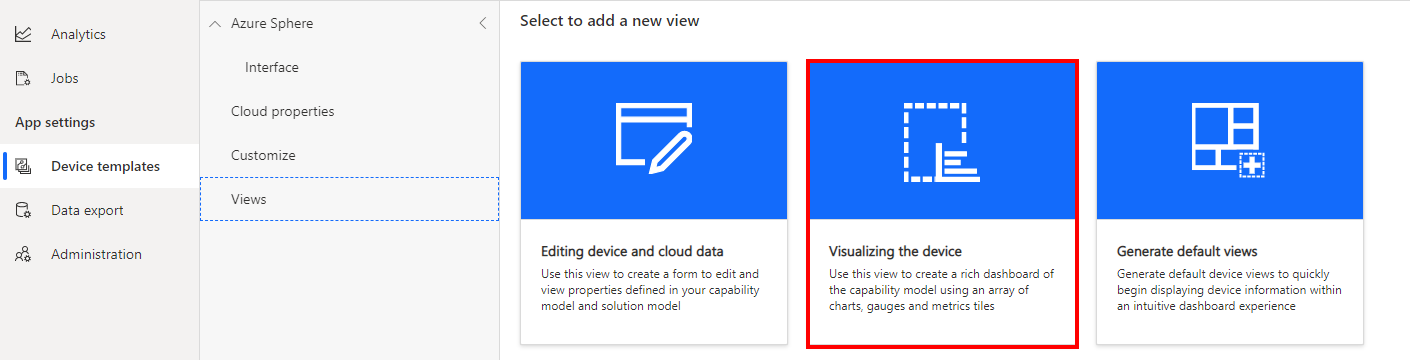 Analytics
Jobs
App settings
Device templates
Data export
Administration
Azure Sphere
Interface
Cloud properties
Customize
Views
Select to add a new view
Editing device and cloud data
Use this view to create a form to edit and
view properties defined in your capability
model and solution model
Visualizing the device
Use this view to create a rich dashboard of
the capability model using an array of
charts, gauges and metrics tiles
Generate default views
Generate default device views to quickly
begin displaying device information within
an intuitive dashboard experience